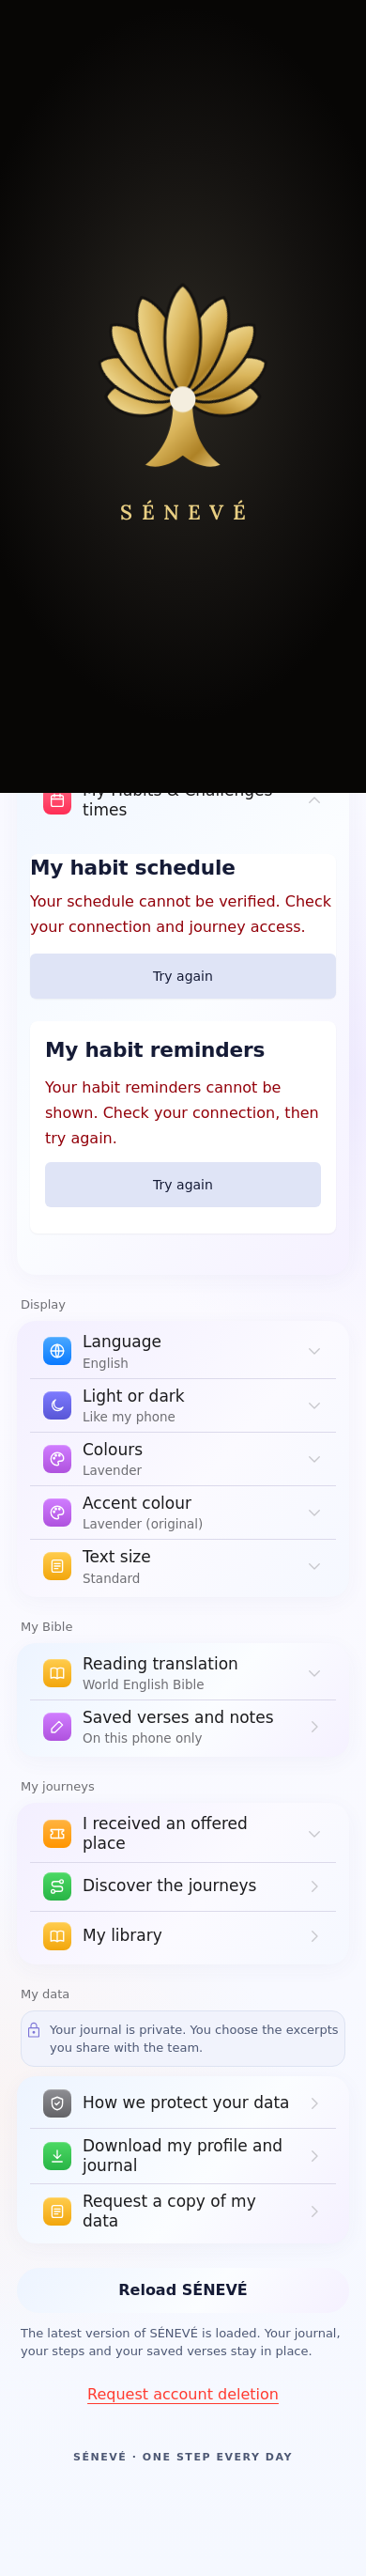 SÉNEVÉ
My Habits & Challenges
times
My habit schedule
Your schedule cannot be verified. Check
your connection and journey access.
Try again
My habit reminders
Your habit reminders cannot be
shown. Check your connection, then
try again.
Try again
Display
Language
English
Light or dark
Like my phone
Colours
Lavender
Accent colour
Lavender (original)
Text size
Standard
My Bible
Reading translation
World English Bible
Saved verses and notes
On this phone only
My journeys
I received an offered
place
Discover the journeys
My library
My data
Your journal is private. You choose the excerpts
you share with the team.
How we protect your data
Download my profile and
journal
Request a copy of my
data
Reload SÉNEVÉ
The latest version of SÉNEVÉ is loaded. Your journal,
your steps and your saved verses stay in place.
Request account deletion
SÉNEVÉ · ONE STEP EVERY DAY